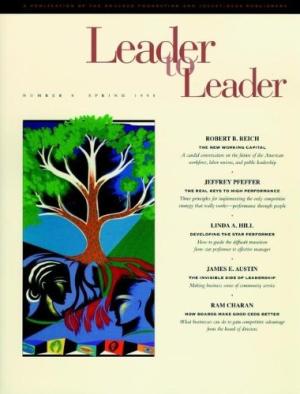 A PUBLICATION OF THE DRUCKER FOUNDATION AND JOSSEY-BASS PUBLISHERS
Leader
to
Leader
NUMBER 8 SPRING 1998
ROBERT B. REICH
THE NEW WORKING CAPITAL
A candid conversation on the future of the American
workforce, labor unions, and public leadership
JEFFREY PFEFFER
THE REAL KEYS TO HIGH PERFORMANCE
Three principles for implementing the only competitive
strategy that really works—performance through people
LINDA A. HILL
DEVELOPING THE STAR PERFORMER
How to guide the difficult transition
from star performer to effective manager
JAMES E. AUSTIN
THE INVISIBLE SIDE OF LEADERSHIP
Making business sense of community service
RAM CHARAN
HOW BOARDS MAKE GOOD CEOS BETTER
What businesses can do to gain competitive advantage
from the board of directors